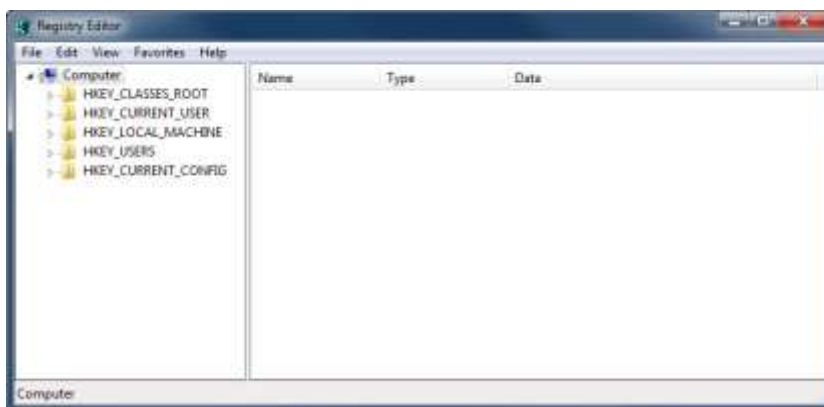 Registry Editor
File Edit View Favorites Help
Computer
HKEY_CLASSES_ROOT
HKEY_CURRENT_USER
HKEY_LOCAL_MACHINE
HKEY_USERS
HKEY_CURRENT_CONFIG
Name Type Data
Computer